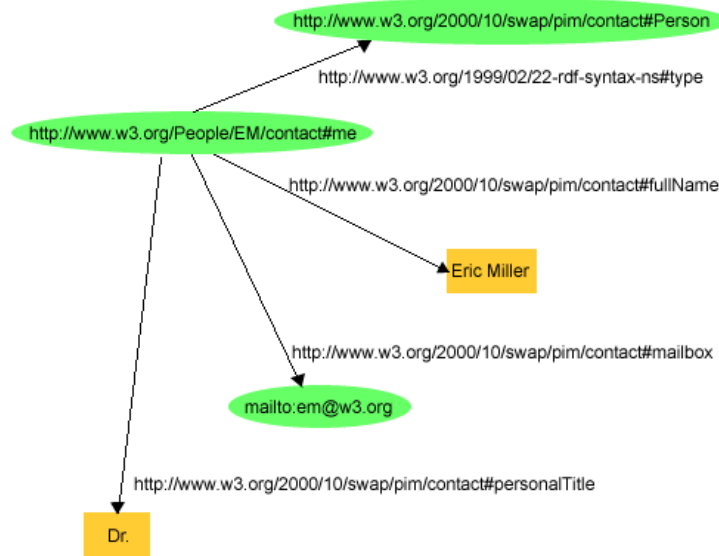 http://www.w3.org/2000/10/swap/pim/contact#Person
http://www.w3.org/1999/02/22-rdf-syntax-ns#type
http://www.w3.org/People/EM/contact#me
http://www.w3.org/2000/10/swap/pim/contact#fullName
Eric Miller
http://www.w3.org/2000/10/swap/pim/contact#mailbox
mailto:em@w3.org
http://www.w3.org/2000/10/swap/pim/contact#personalTitle
Dr.